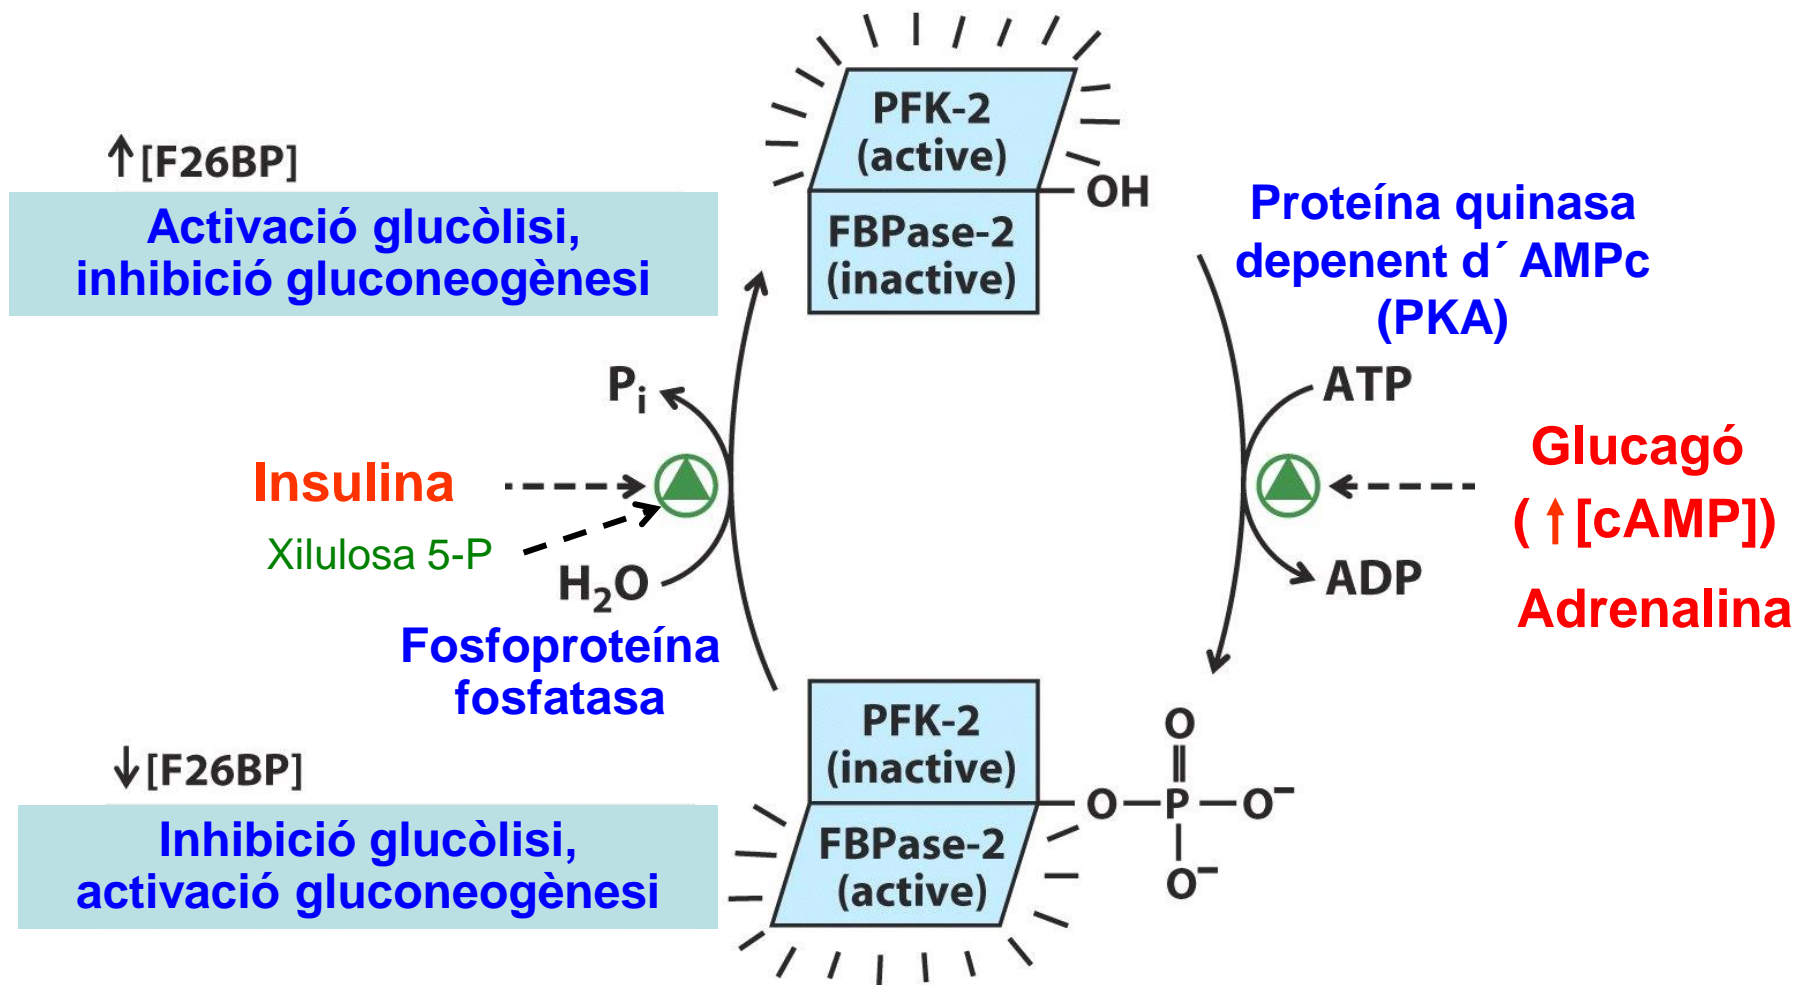 PFK-2
(active)
OH
FBPase-2
(inactive)
↑[F26BP]
Activació glucòlisi,
inhibició gluconeogènesi
Proteína quinasa
depenent d´ AMPc
(PKA)
Pi
ATP
Insulina
Glucagó
(↑[cAMP])
Xilulosa 5-P
H2O
ADP
Adrenalina
Fosfoproteína
fosfatasa
PFK-2
(inactive)
FBPase-2
(active)
O
O—P—O−
O−
↓[F26BP]
Inhibició glucòlisi,
activació gluconeogènesi